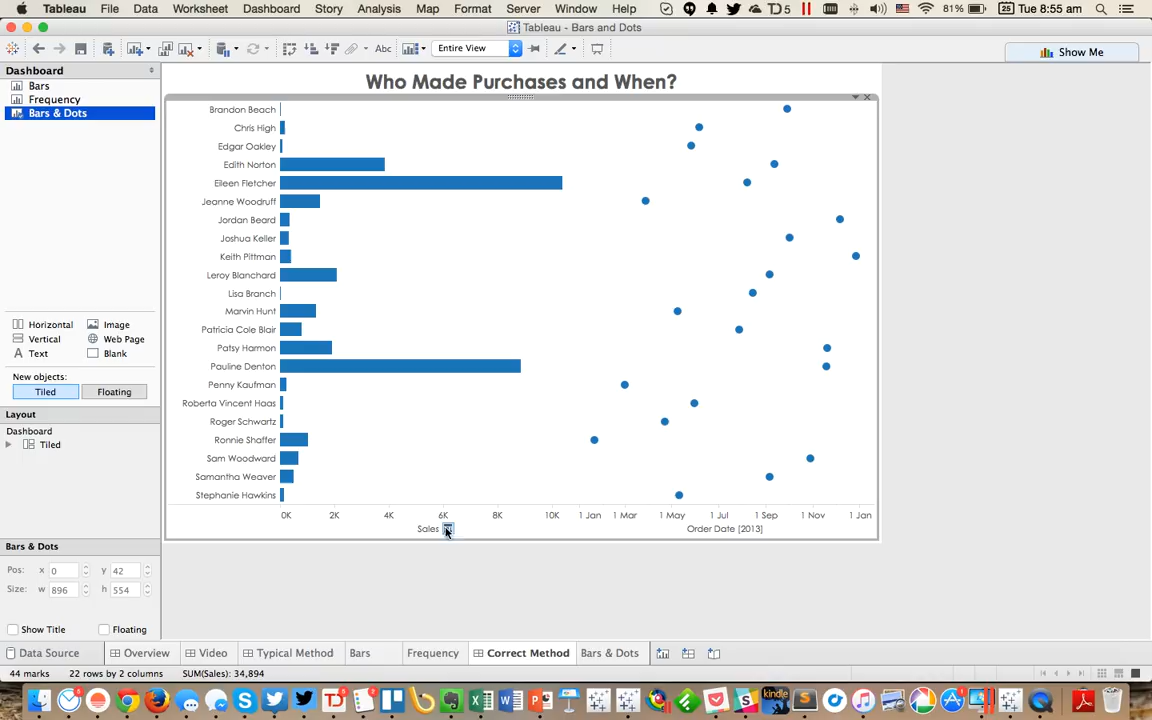 Tableau File Data Worksheet Dashboard Story Analysis Map Format Server Window Help 5 81% 25 Tue 8:55 am
Tableau - Bars and Dots
Abc Entire View Show Me
Dashboard
Bars
Frequency
Bars & Dots
Horizontal Image
Vertical Web Page
Text Blank
New objects:
Tiled Floating
Layout
Dashboard
Tiled
Bars & Dots
Pos: x 0 y 42
Size: w 896 h 554
Show Title Floating
Who Made Purchases and When?
Brandon Beach
Chris High
Edgar Oakley
Edith Norton
Eileen Fletcher
Jeanne Woodruff
Jordan Beard
Joshua Keller
Keith Pittman
Leroy Blanchard
Lisa Branch
Marvin Hunt
Patricia Cole Blair
Patsy Harmon
Pauline Denton
Penny Kaufman
Roberta Vincent Haas
Roger Schwartz
Ronnie Shaffer
Sam Woodward
Samantha Weaver
Stephanie Hawkins
0K 2K 4K 6K 8K 10K 1 Jan 1 Mar 1 May 1 Jul 1 Sep 1 Nov 1 Jan
Sales Order Date [2013]
Data Source Overview Video Typical Method Bars Frequency Correct Method Bars & Dots
44 marks 22 rows by 2 columns SUM(Sales): 34,894